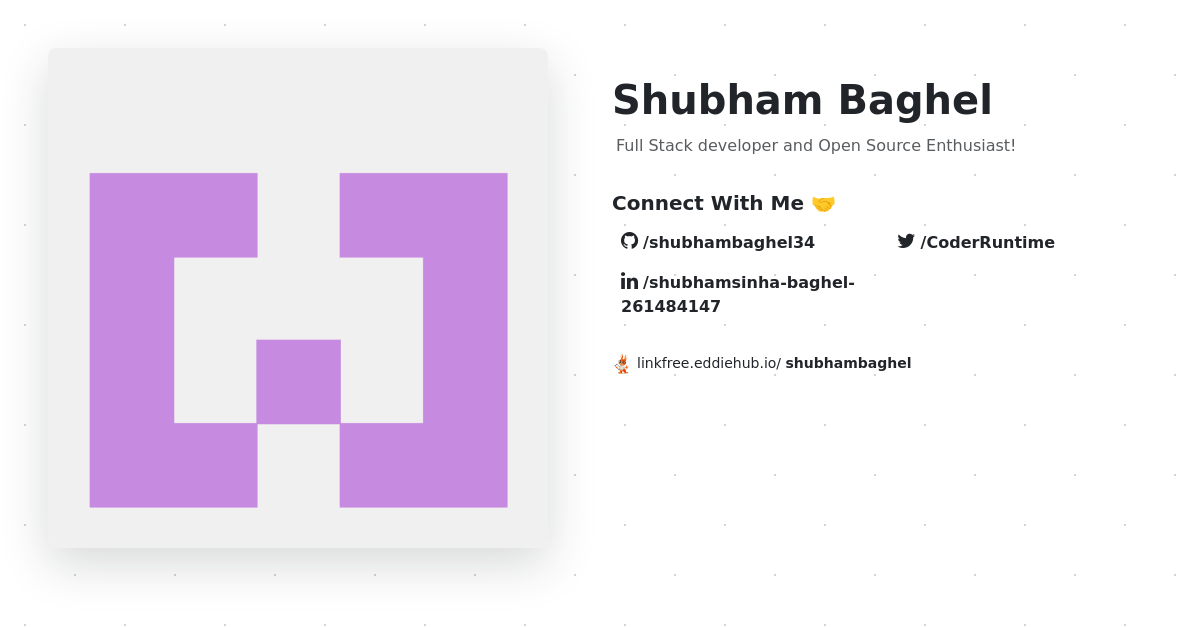 Shubham Baghel
Full Stack developer and Open Source Enthusiast!
Connect With Me 🤝
/shubhambaghel34
/CoderRuntime
/shubhamsinha-baghel-
261484147
linkfree.eddiehub.io/ shubhambaghel